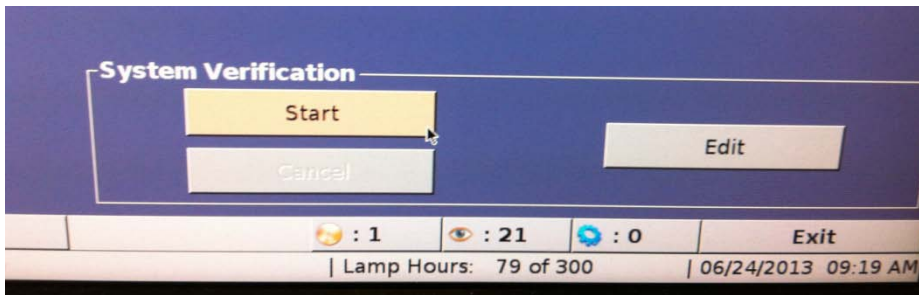 System Verification
Start
Edit
Cancel
: 1 : 21 : 0 Exit
| Lamp Hours: 79 of 300 | 06/24/2013 09:19 AM